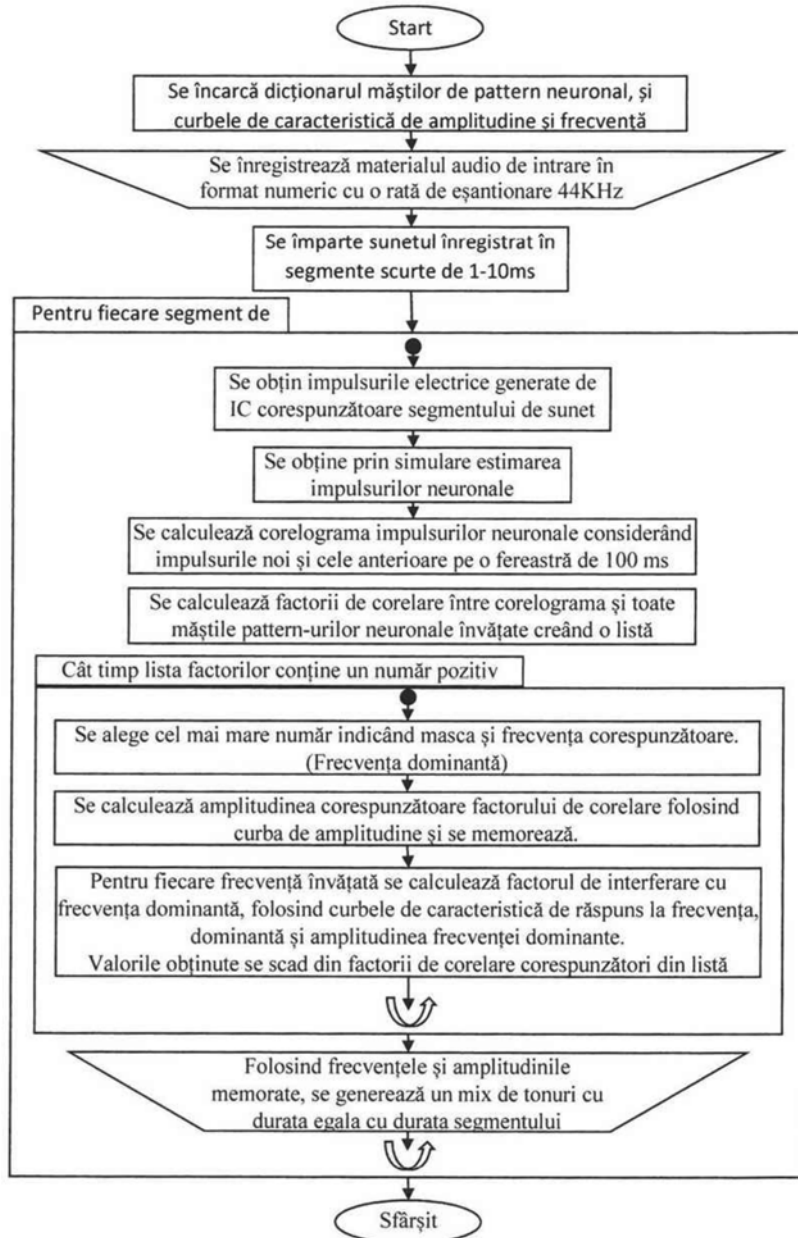 Start
Se încarcă dicționarul măștilor de pattern neuronal, și
curbele de caracteristică de amplitudine și frecvență
Se înregistrează materialul audio de intrare în
format numeric cu o rată de eșantionare 44KHz
Se împarte sunetul înregistrat în
segmente scurte de 1-10ms
Pentru fiecare segment de
Se obțin impulsurile electrice generate de
IC corespunzătoare segmentului de sunet
Se obține prin simulare estimarea
impulsurilor neuronale
Se calculează corelograma impulsurilor neuronale considerând
impulsurile noi și cele anterioare pe o fereastră de 100 ms
Se calculează factorii de corelare între corelograma și toate
măștile pattern-urilor neuronale învățate creând o listă
Cât timp lista factorilor conține un număr pozitiv
Se alege cel mai mare număr indicând masca și frecvența corespunzătoare.
(Frecvența dominantă)
Se calculează amplitudinea corespunzătoare factorului de corelare folosind
curba de amplitudine și se memorează.
Pentru fiecare frecvență învățată se calculează factorul de interferare cu
frecvența dominantă, folosind curbele de caracteristică de răspuns la frecvența,
dominantă și amplitudinea frecvenței dominante.
Valorile obținute se scad din factorii de corelare corespunzători din listă
Folosind frecvențele și amplitudinile
memorate, se generează un mix de tonuri cu
durata egala cu durata segmentului
Sfârșit